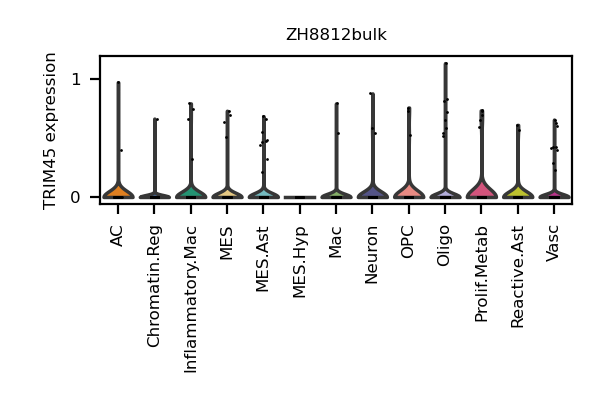 ZH8812bulk
TRIM45 expression
1
0
AC
Chromatin.Reg
Inflammatory.Mac
MES
MES.Ast
MES.Hyp
Mac
Neuron
OPC
Oligo
Prolif.Metab
Reactive.Ast
Vasc